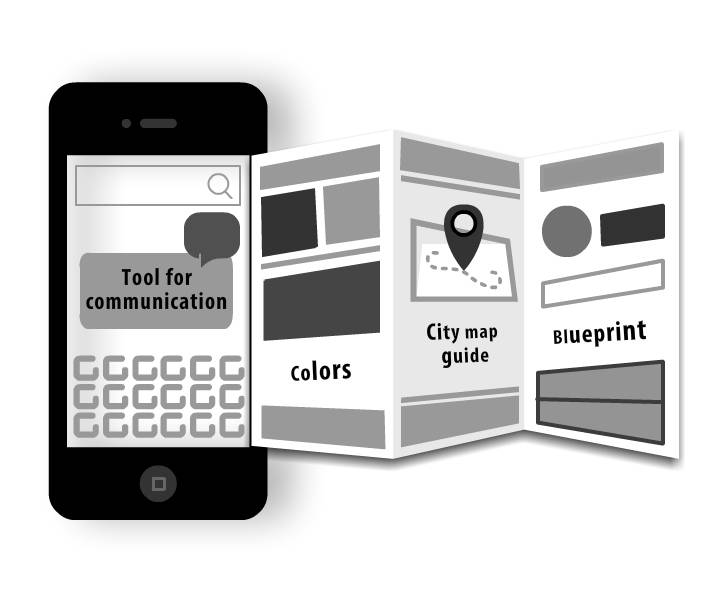 Tool for
communication
Colors
City map
guide
Blueprint